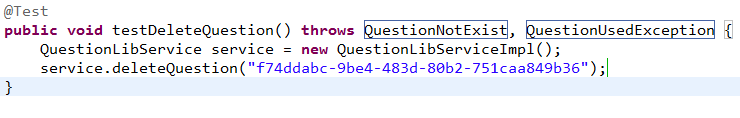 @Test
public void testDeleteQuestion() throws QuestionNotExist, QuestionUsedException {
    QuestionLibService service = new QuestionLibServiceImpl();
    service.deleteQuestion("f74ddabc-9be4-483d-80b2-751caa849b36");
}